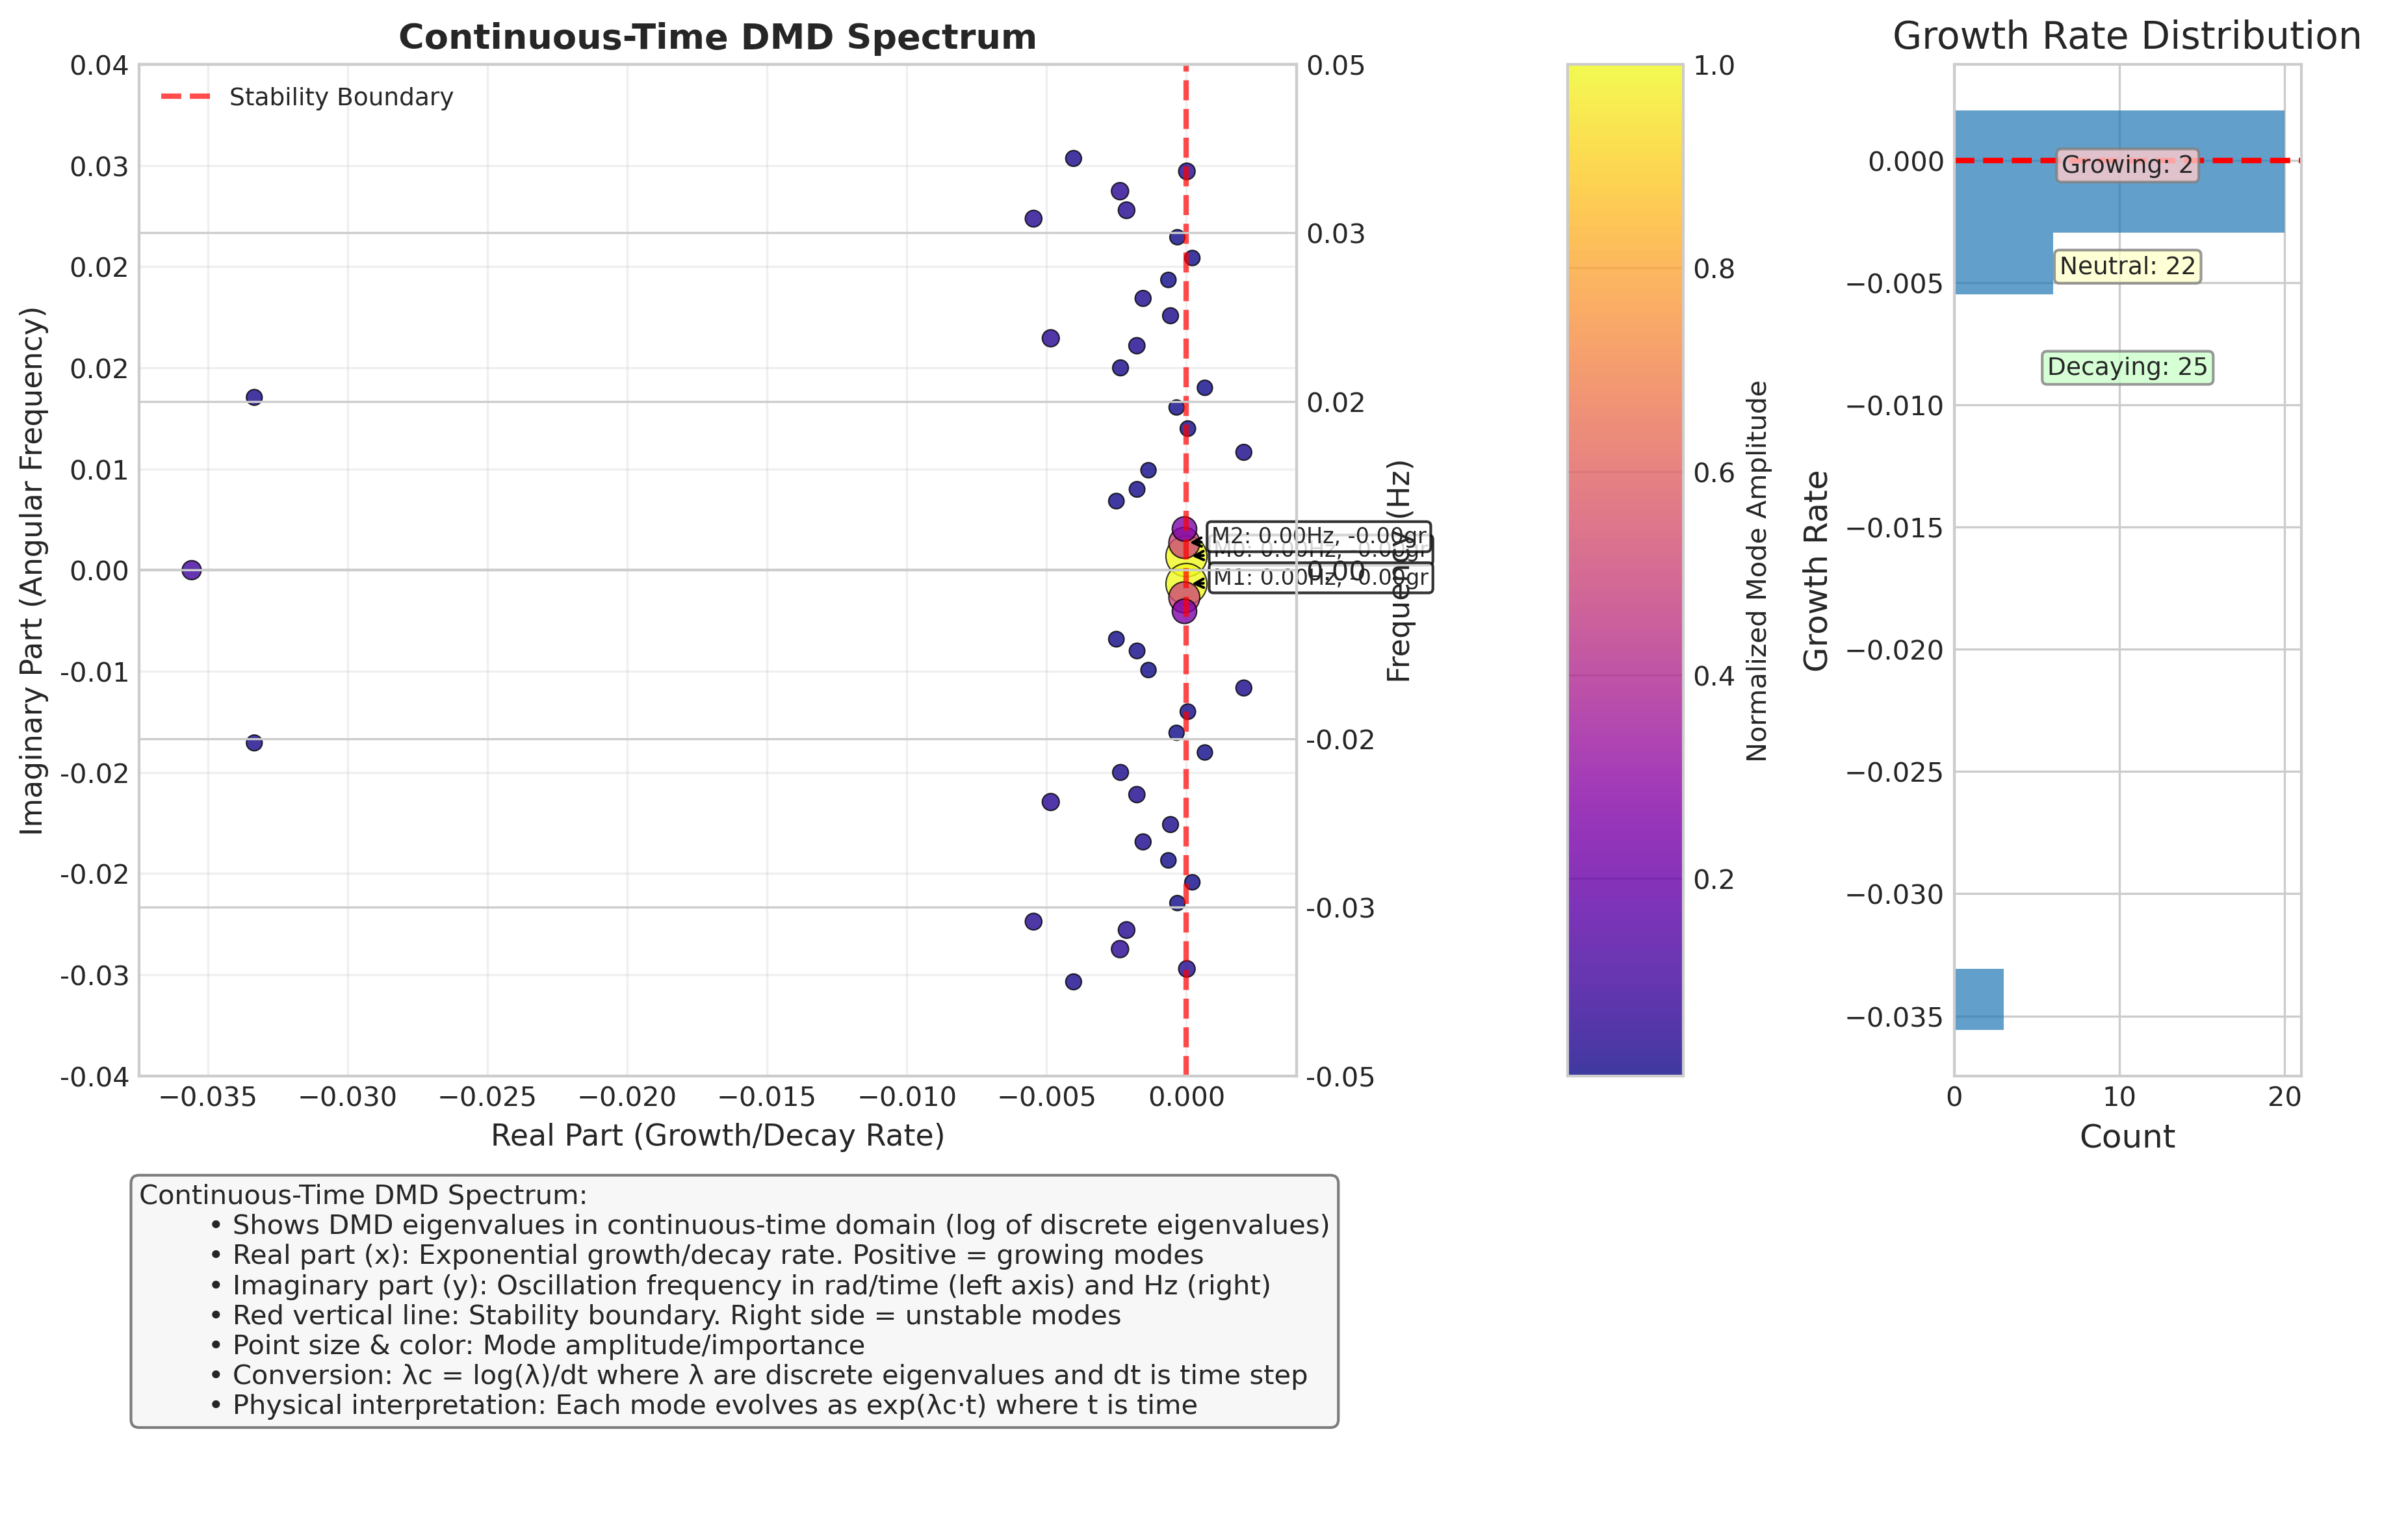 Continuous-Time DMD Spectrum
Growth Rate Distribution
Stability Boundary
Imaginary Part (Angular Frequency)
0.04
0.03
0.02
0.02
0.01
0.00
-0.01
-0.02
-0.02
-0.03
-0.04
−0.035
−0.030
−0.025
−0.020
−0.015
−0.010
−0.005
0.000
Real Part (Growth/Decay Rate)
0.05
0.03
0.02
0.00
-0.02
-0.03
-0.05
Frequency (Hz)
M2: 0.00Hz, -0.00gr
M0: 0.00Hz, -0.00gr
M1: 0.00Hz, -0.00gr
1.0
0.8
0.6
0.4
0.2
Normalized Mode Amplitude
Growth Rate
0.000
−0.005
−0.010
−0.015
−0.020
−0.025
−0.030
−0.035
Growing: 2
Neutral: 22
Decaying: 25
0
10
20
Count
Continuous-Time DMD Spectrum:
• Shows DMD eigenvalues in continuous-time domain (log of discrete eigenvalues)
• Real part (x): Exponential growth/decay rate. Positive = growing modes
• Imaginary part (y): Oscillation frequency in rad/time (left axis) and Hz (right)
• Red vertical line: Stability boundary. Right side = unstable modes
• Point size & color: Mode amplitude/importance
• Conversion: λc = log(λ)/dt where λ are discrete eigenvalues and dt is time step
• Physical interpretation: Each mode evolves as exp(λc·t) where t is time